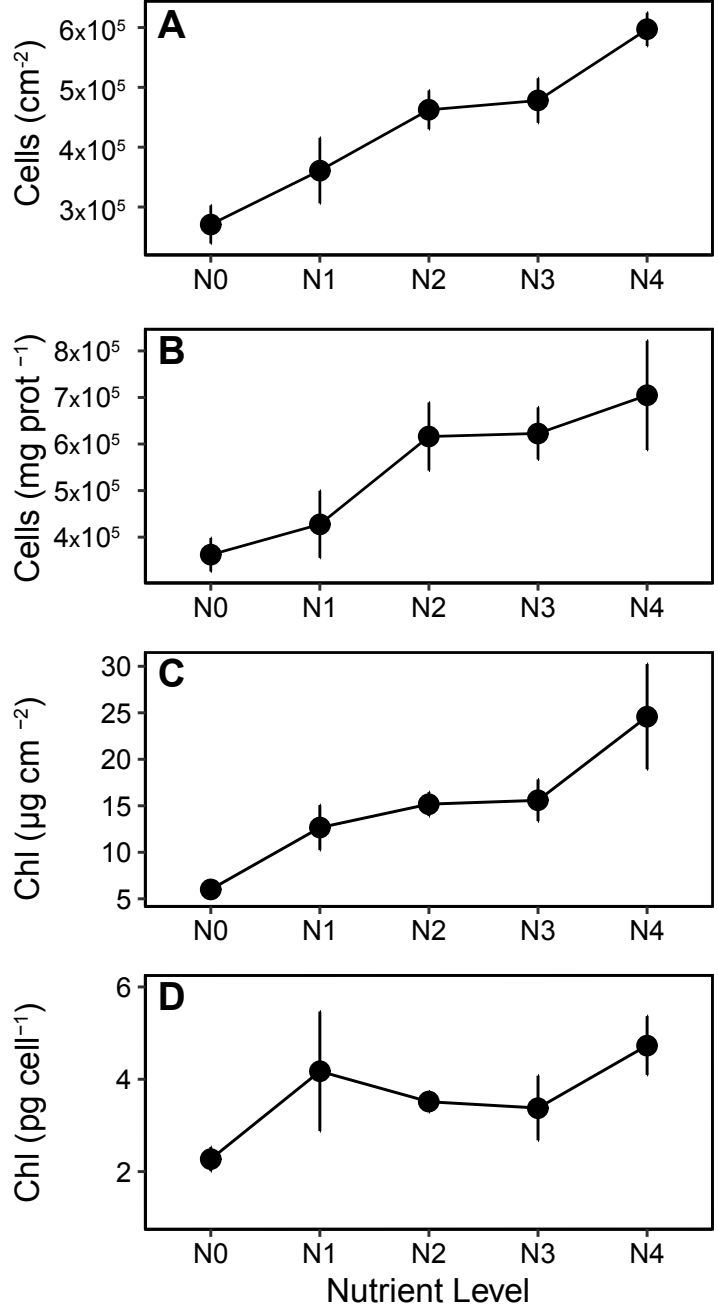 A
Cells (cm⁻²)
6x10⁵
5x10⁵
4x10⁵
3x10⁵
N0 N1 N2 N3 N4
B
Cells (mg prot ⁻¹)
8x10⁵
7x10⁵
6x10⁵
5x10⁵
4x10⁵
N0 N1 N2 N3 N4
C
Chl (µg cm ⁻²)
30
25
20
15
10
5
N0 N1 N2 N3 N4
D
Chl (pg cell⁻¹)
6
4
2
N0 N1 N2 N3 N4
Nutrient Level